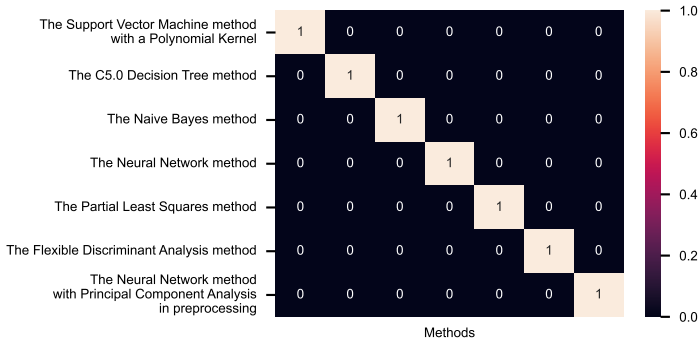 The Support Vector Machine method
with a Polynomial Kernel
1 0 0 0 0 0 0
The C5.0 Decision Tree method
0 1 0 0 0 0 0
The Naive Bayes method
0 0 1 0 0 0 0
The Neural Network method
0 0 0 1 0 0 0
The Partial Least Squares method
0 0 0 0 1 0 0
The Flexible Discriminant Analysis method
0 0 0 0 0 1 0
The Neural Network method
with Principal Component Analysis
in preprocessing
0 0 0 0 0 0 1
Methods
1.0
0.8
0.6
0.4
0.2
0.0